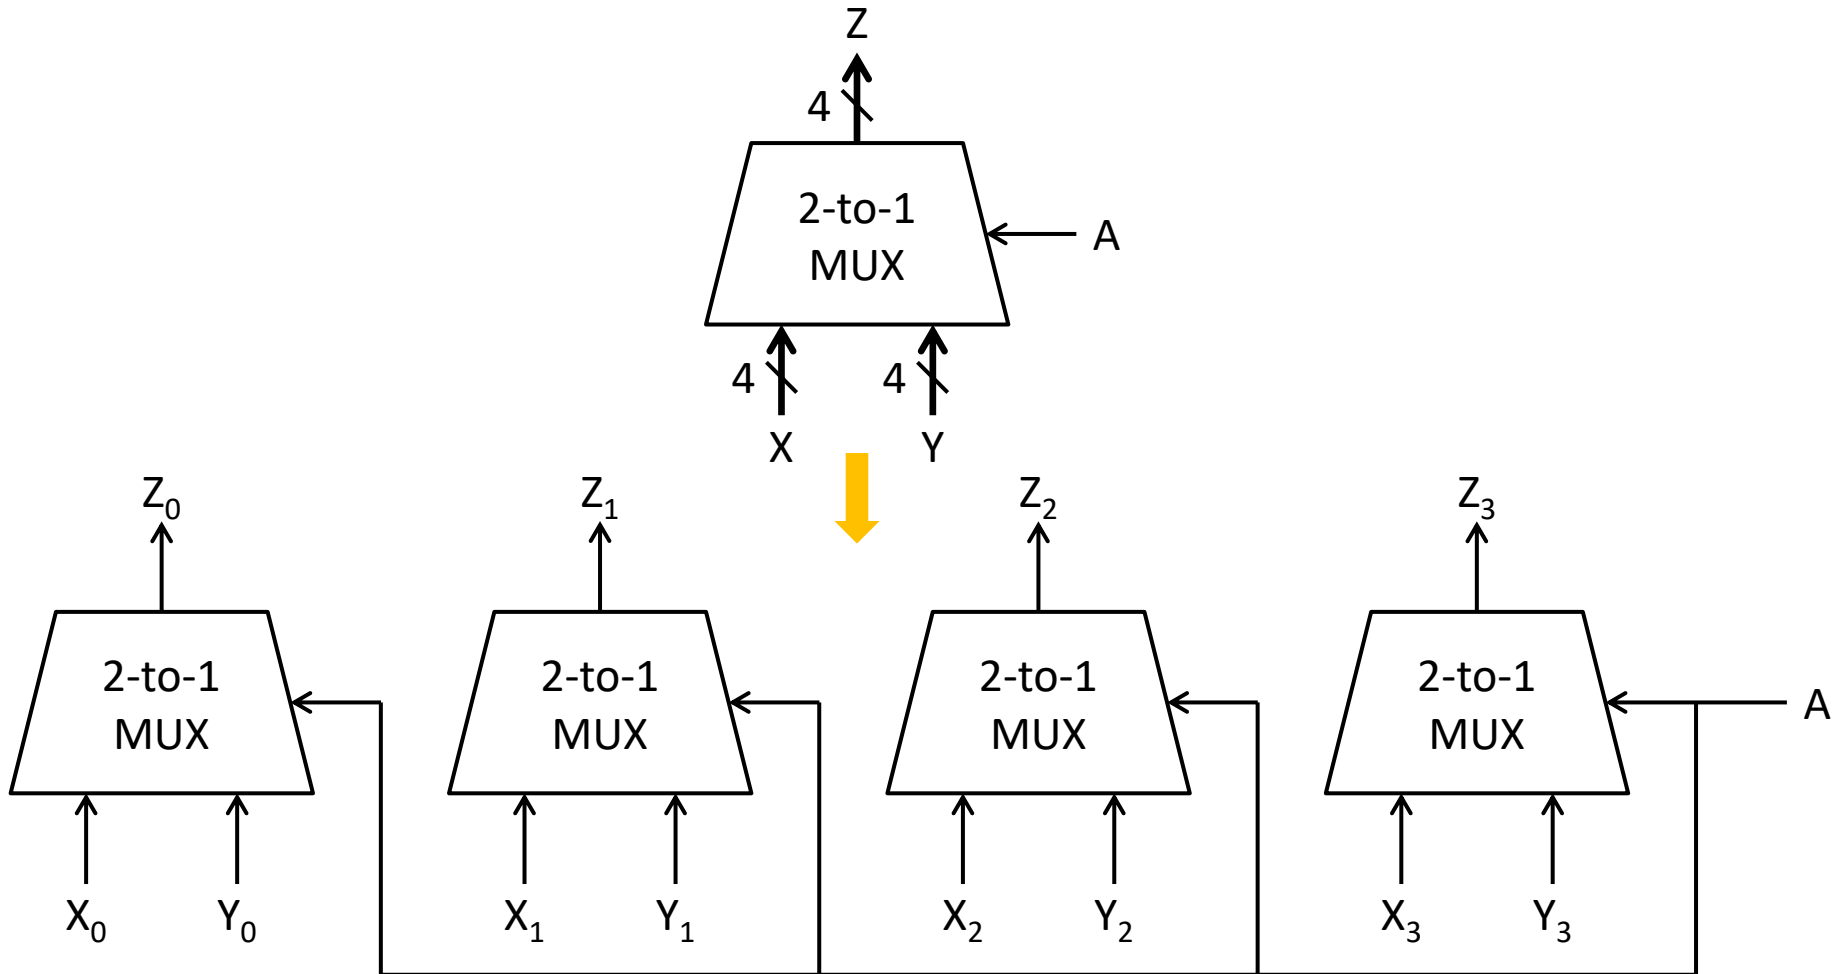 Z
4
2-to-1
MUX
A
4 4
X Y
Z0 Z1 Z2 Z3
2-to-1 2-to-1 2-to-1 2-to-1
MUX MUX MUX MUX
A
X0 Y0 X1 Y1 X2 Y2 X3 Y3